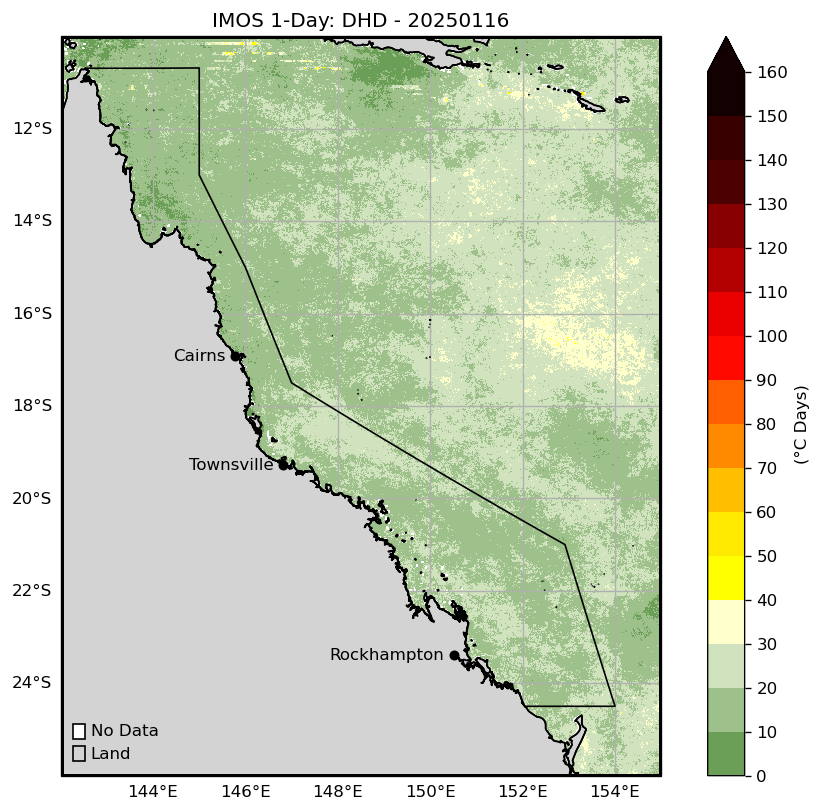 IMOS 1-Day: DHD - 20250116
12°S
14°S
16°S
18°S
20°S
22°S
24°S
Cairns
Townsville
Rockhampton
No Data
Land
144°E 146°E 148°E 150°E 152°E 154°E
160
150
140
130
120
110
100
90
80
70
60
50
40
30
20
10
0
(°C Days)